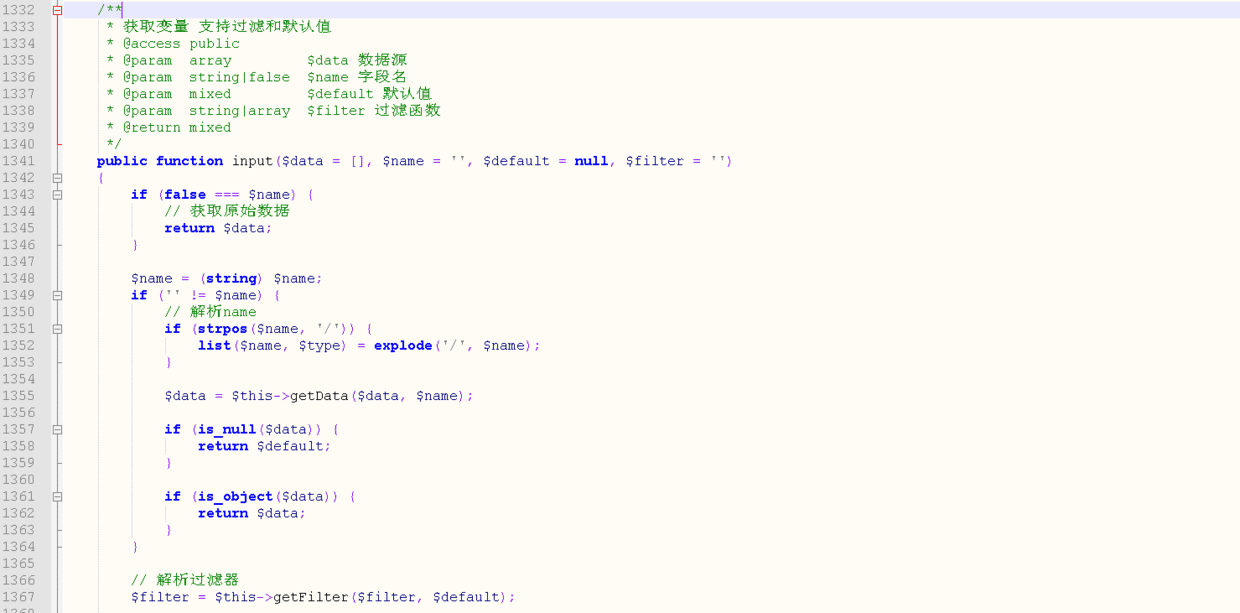 1332 /**
1333 * 获取变量 支持过滤和默认值
1334 * @access public
1335 * @param  array         $data 数据源
1336 * @param  string|false  $name 字段名
1337 * @param  mixed         $default 默认值
1338 * @param  string|array  $filter 过滤函数
1339 * @return mixed
1340 */
1341 public function input($data = [], $name = '', $default = null, $filter = '')
1342 {
1343 if (false === $name) {
1344 // 获取原始数据
1345 return $data;
1346 }
1347
1348 $name = (string) $name;
1349 if ('' != $name) {
1350 // 解析name
1351 if (strpos($name, '/')) {
1352 list($name, $type) = explode('/', $name);
1353 }
1354
1355 $data = $this->getData($data, $name);
1356
1357 if (is_null($data)) {
1358 return $default;
1359 }
1360
1361 if (is_object($data)) {
1362 return $data;
1363 }
1364 }
1365
1366 // 解析过滤器
1367 $filter = $this->getFilter($filter, $default);